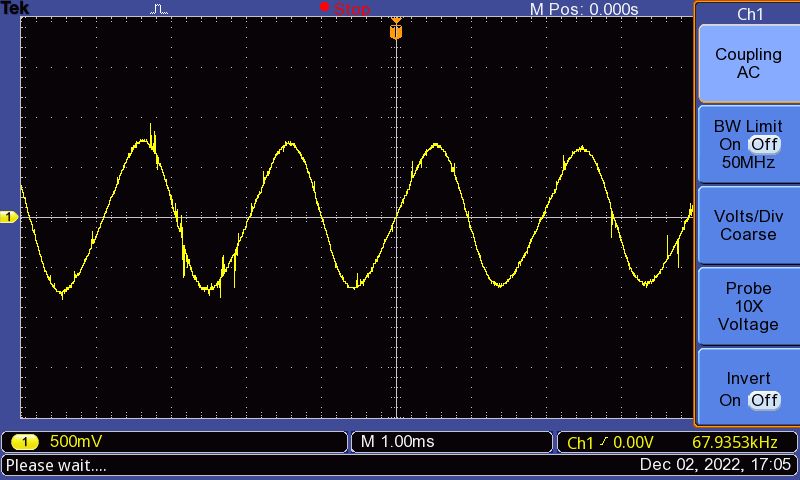 Tek
Stop
M Pos: 0.000s
T
1
Ch1
Coupling
AC
BW Limit
On Off
50MHz
Volts/Div
Coarse
Probe
10X
Voltage
Invert
On Off
1 500mV
M 1.00ms
Ch1 / 0.00V 67.9353kHz
Please wait....
Dec 02, 2022, 17:05